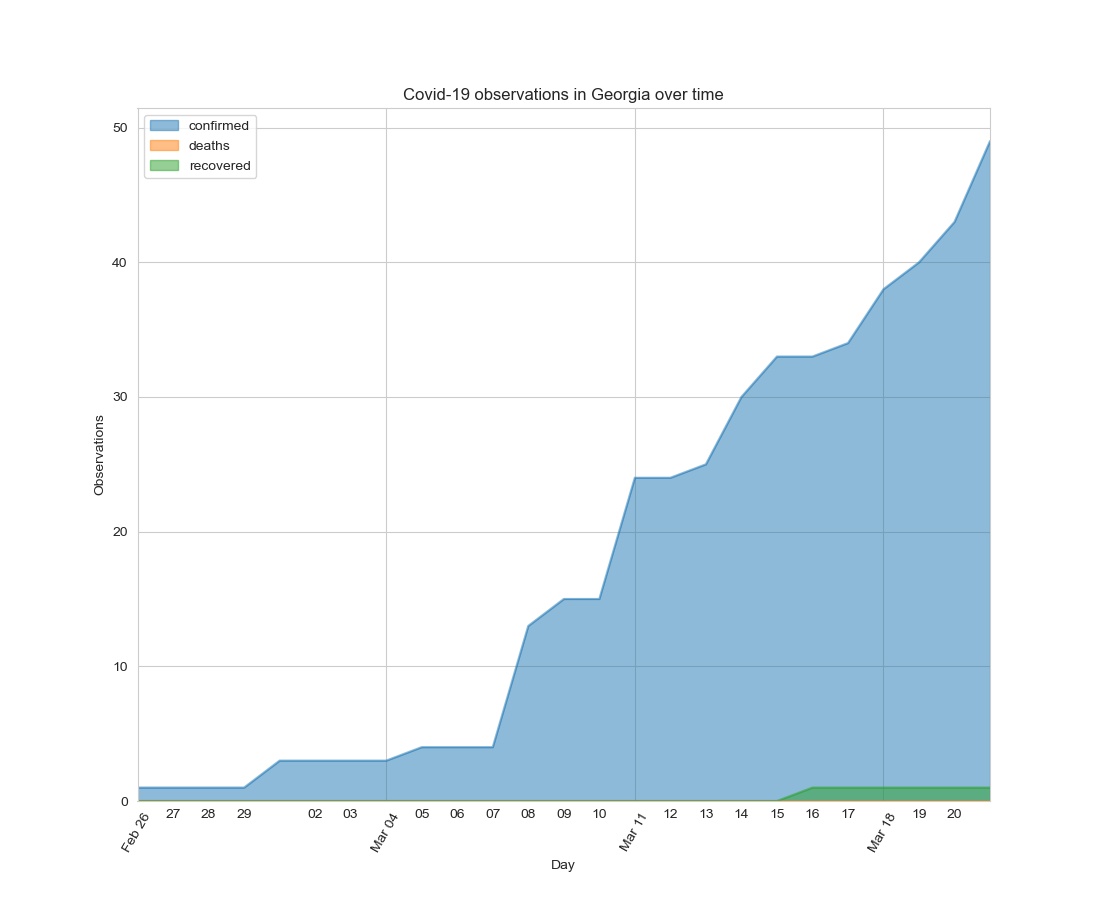 Covid-19 observations in Georgia over time
confirmed
deaths
recovered
50
40
30
20
10
0
Observations
Feb 26 27 28 29 02 03 Mar 04 05 06 07 08 09 10 Mar 11 12 13 14 15 16 17 Mar 18 19 20
Day